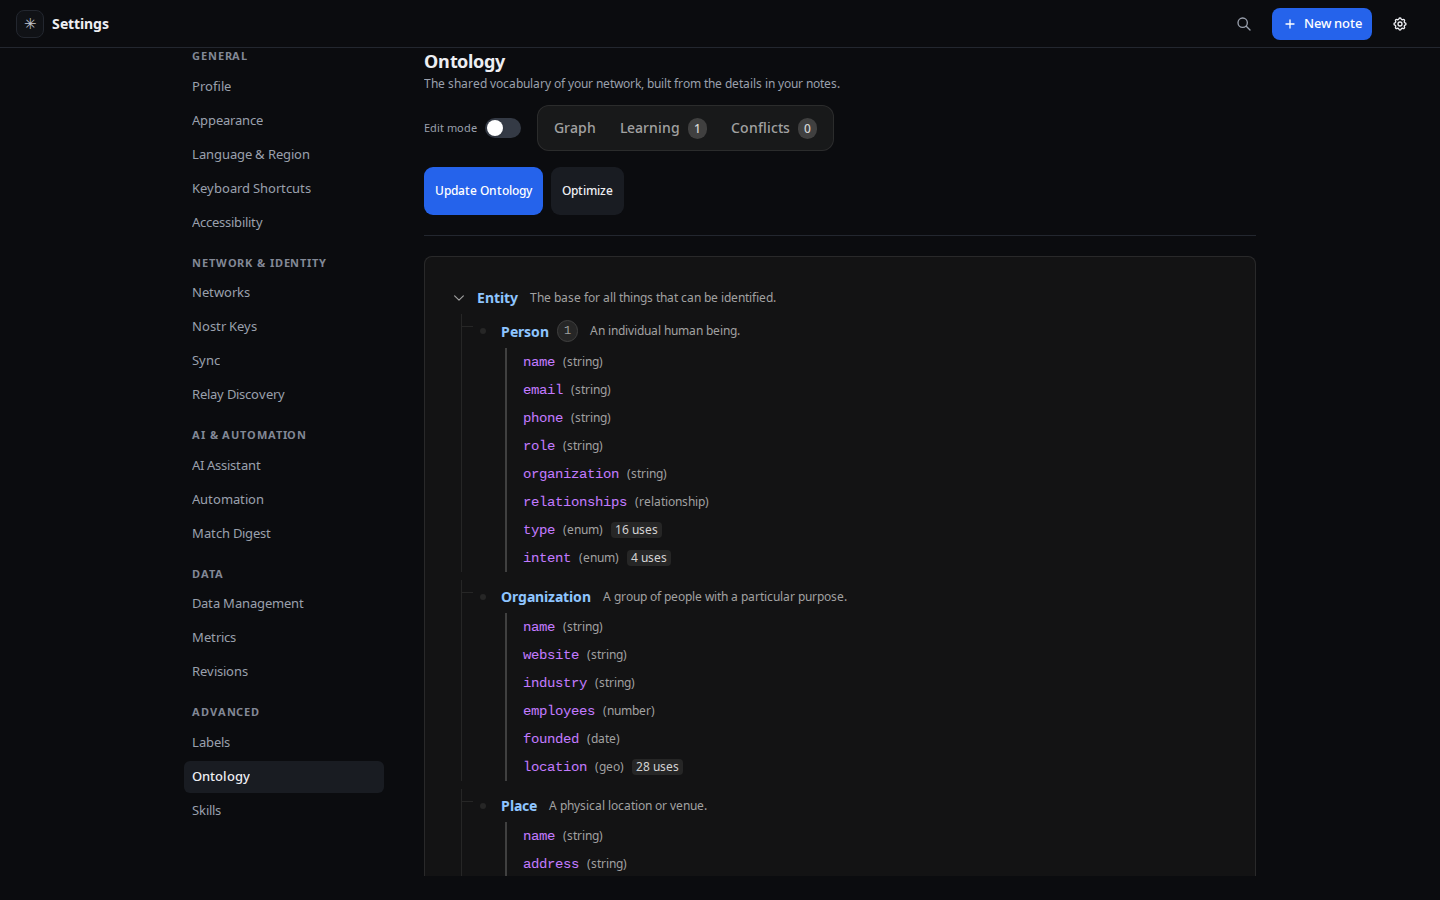 Settings
New note
GENERAL
Profile
Appearance
Language & Region
Keyboard Shortcuts
Accessibility
NETWORK & IDENTITY
Networks
Nostr Keys
Sync
Relay Discovery
AI & AUTOMATION
AI Assistant
Automation
Match Digest
DATA
Data Management
Metrics
Revisions
ADVANCED
Labels
Ontology
Skills
Ontology
The shared vocabulary of your network, built from the details in your notes.
Edit mode
Graph Learning 1 Conflicts 0
Update Ontology Optimize
Entity The base for all things that can be identified.
Person 1 An individual human being.
name (string)
email (string)
phone (string)
role (string)
organization (string)
relationships (relationship)
type (enum) 16 uses
intent (enum) 4 uses
Organization A group of people with a particular purpose.
name (string)
website (string)
industry (string)
employees (number)
founded (date)
location (geo) 28 uses
Place A physical location or venue.
name (string)
address (string)